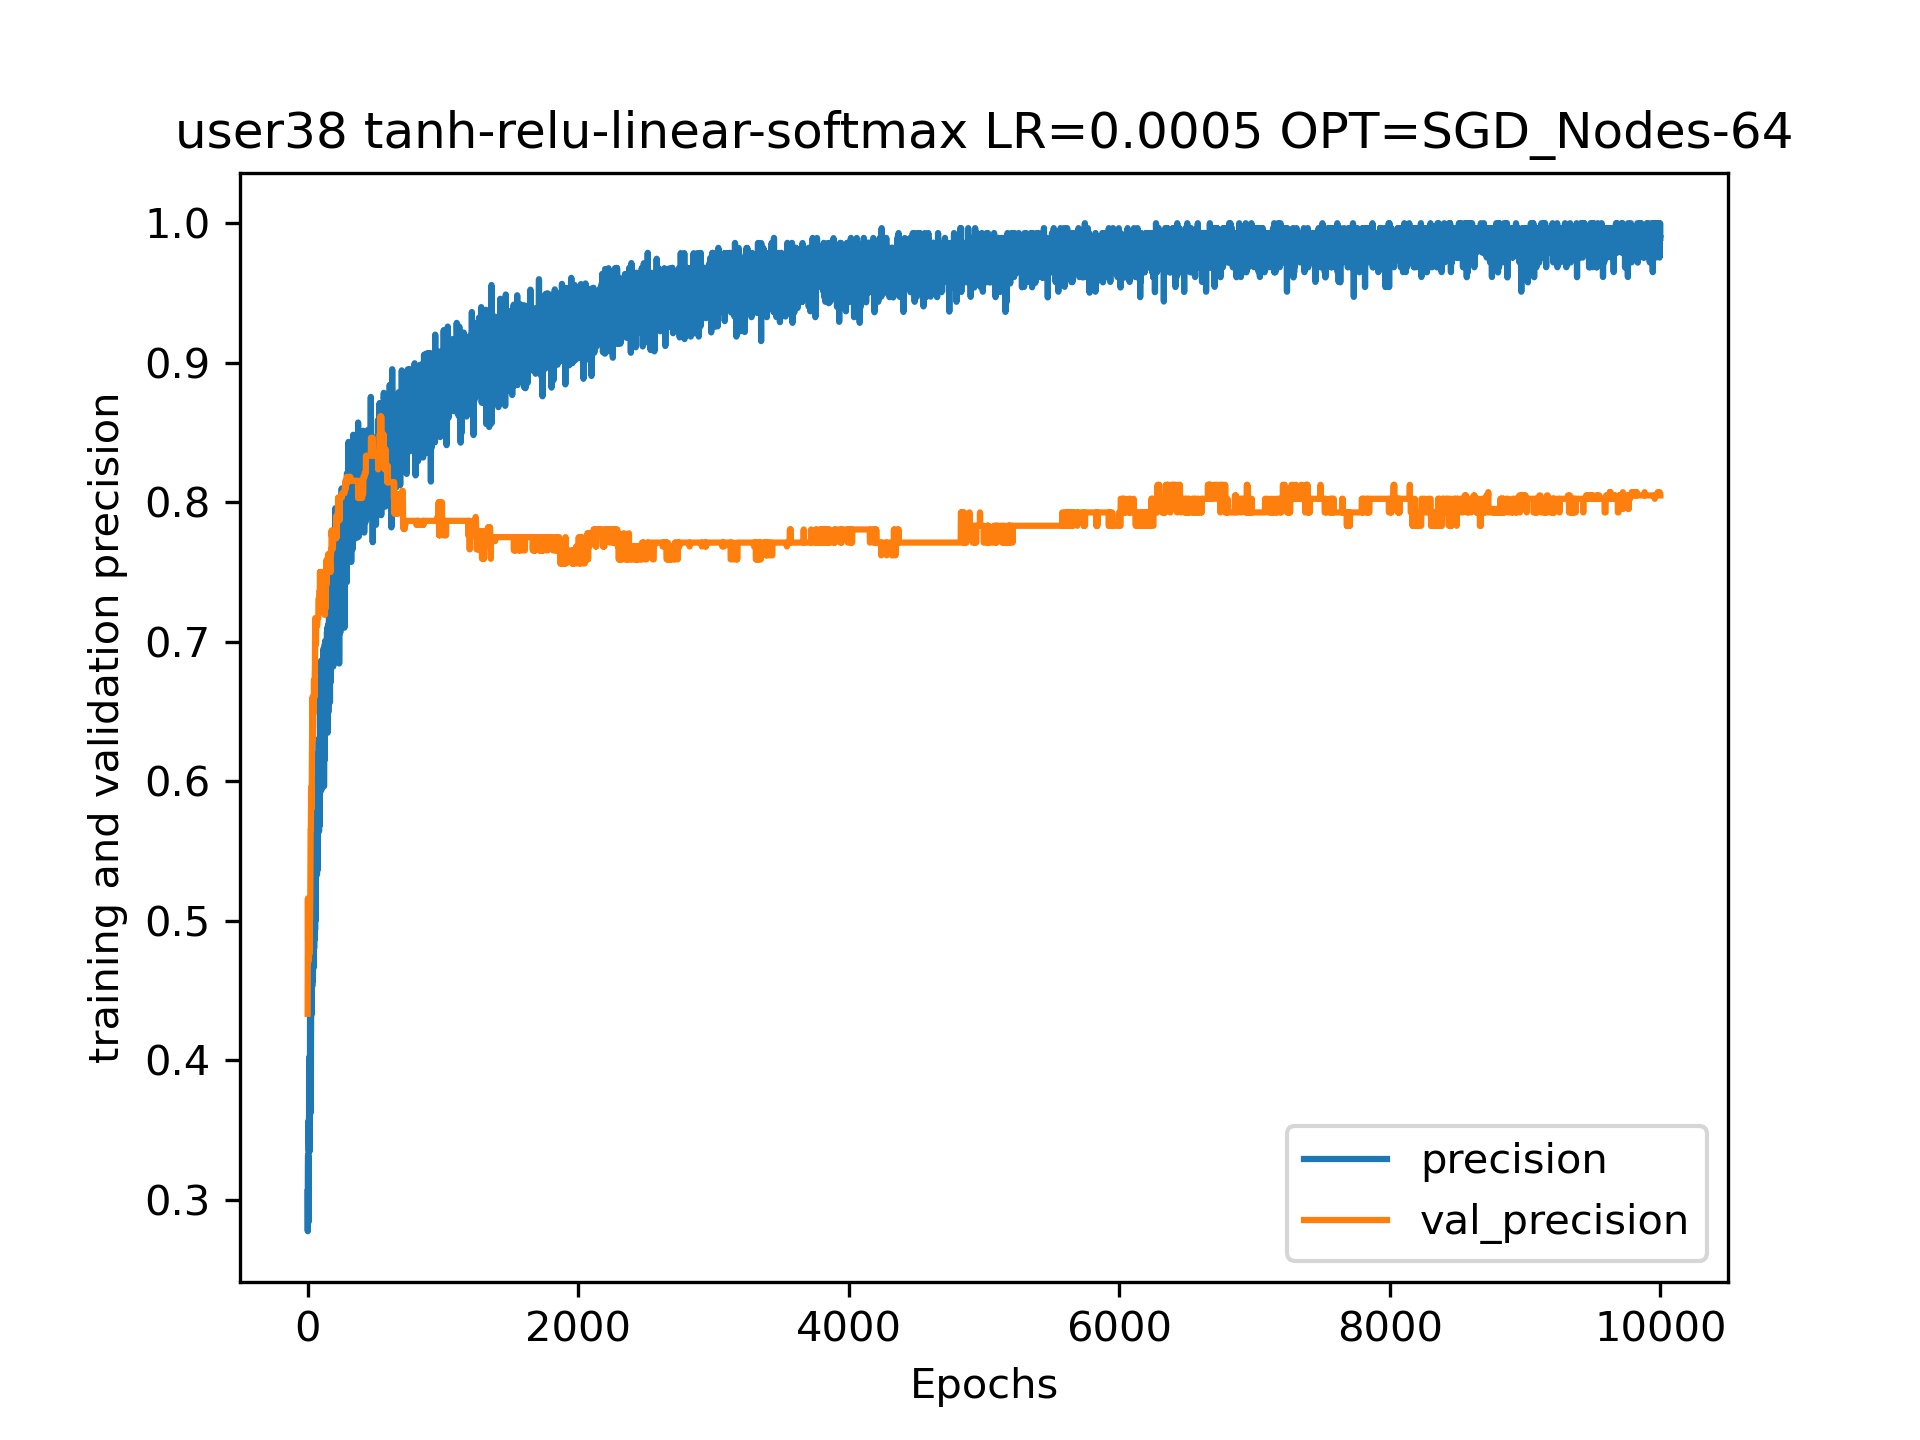 user38 tanh-relu-linear-softmax LR=0.0005 OPT=SGD_Nodes-64
training and validation precision
1.0
0.9
0.8
0.7
0.6
0.5
0.4
0.3
precision
val_precision
0 2000 4000 6000 8000 10000
Epochs